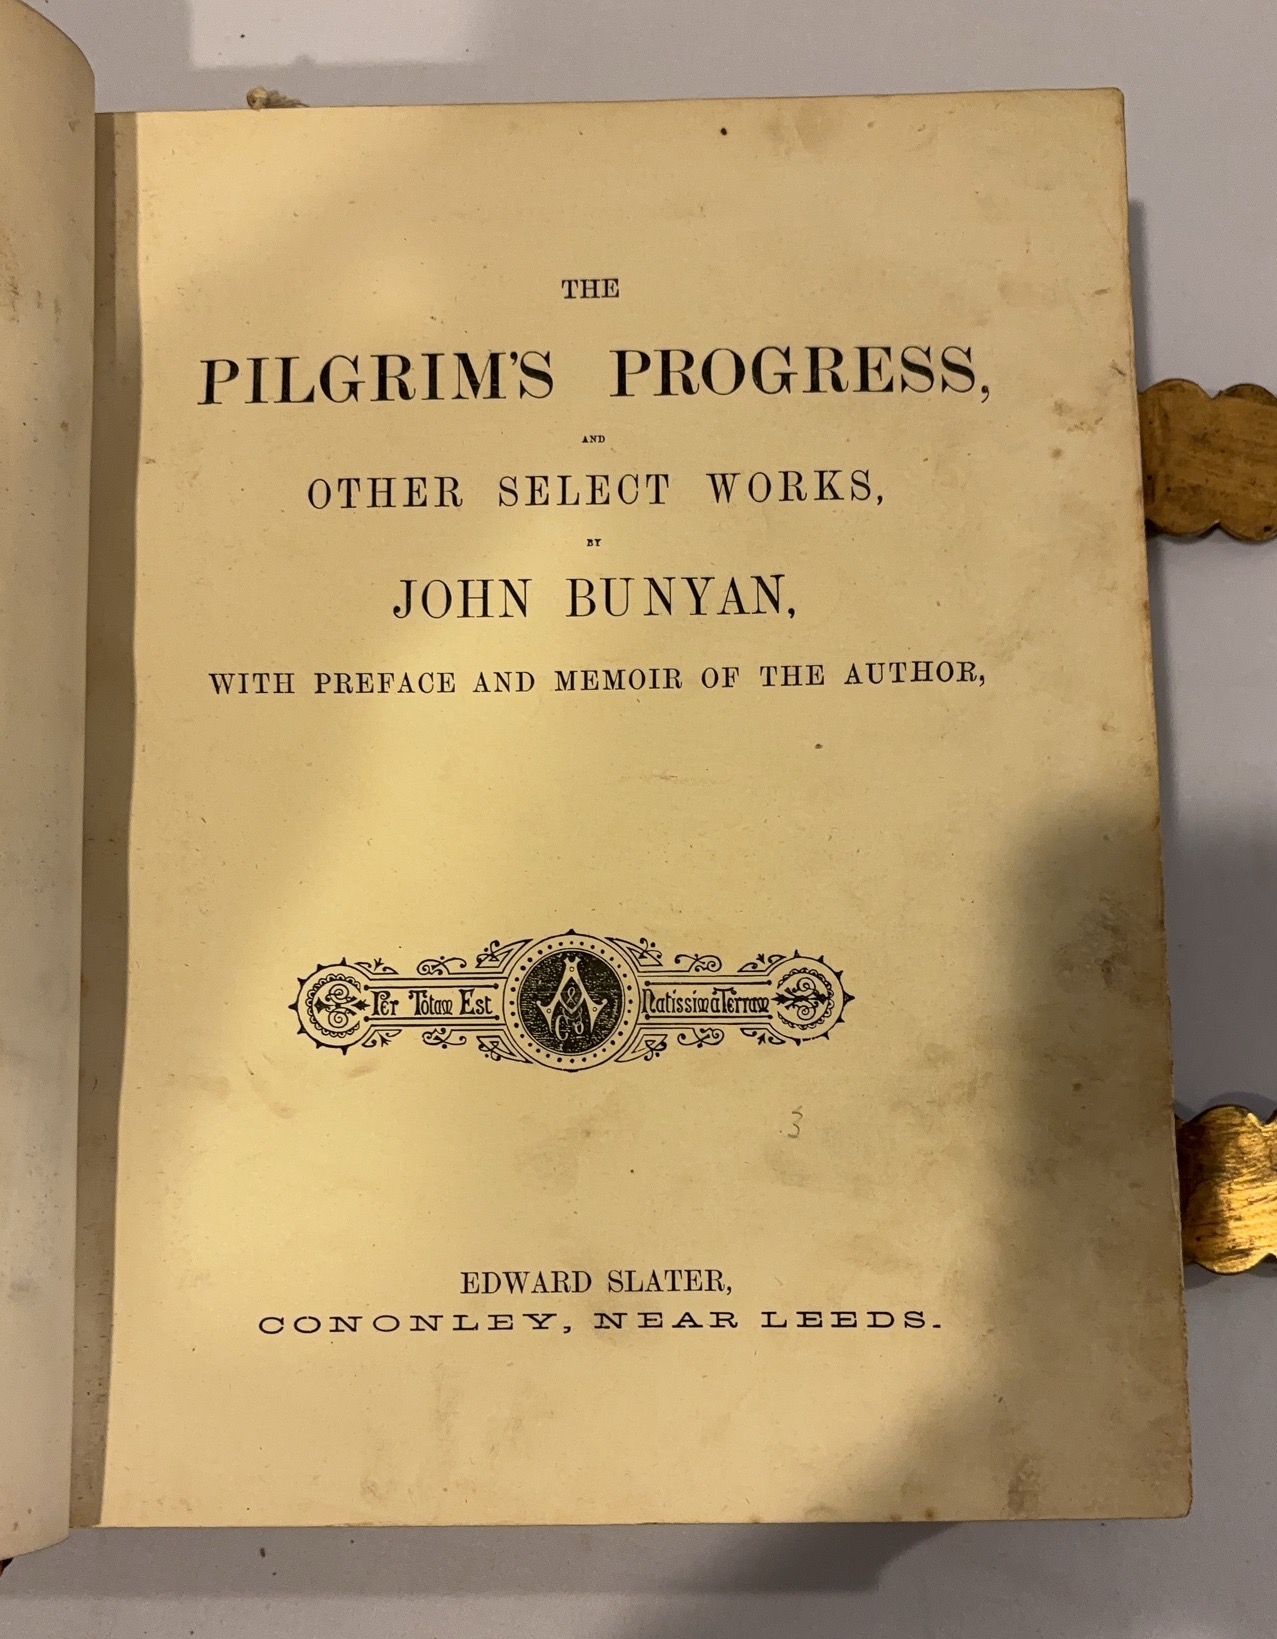 THE
PILGRIM'S PROGRESS,
AND
OTHER SELECT WORKS,
BY
JOHN BUNYAN,
WITH PREFACE AND MEMOIR OF THE AUTHOR,
Per Totam Est Natissima Terram
3
EDWARD SLATER,
CONONLEY, NEAR LEEDS.